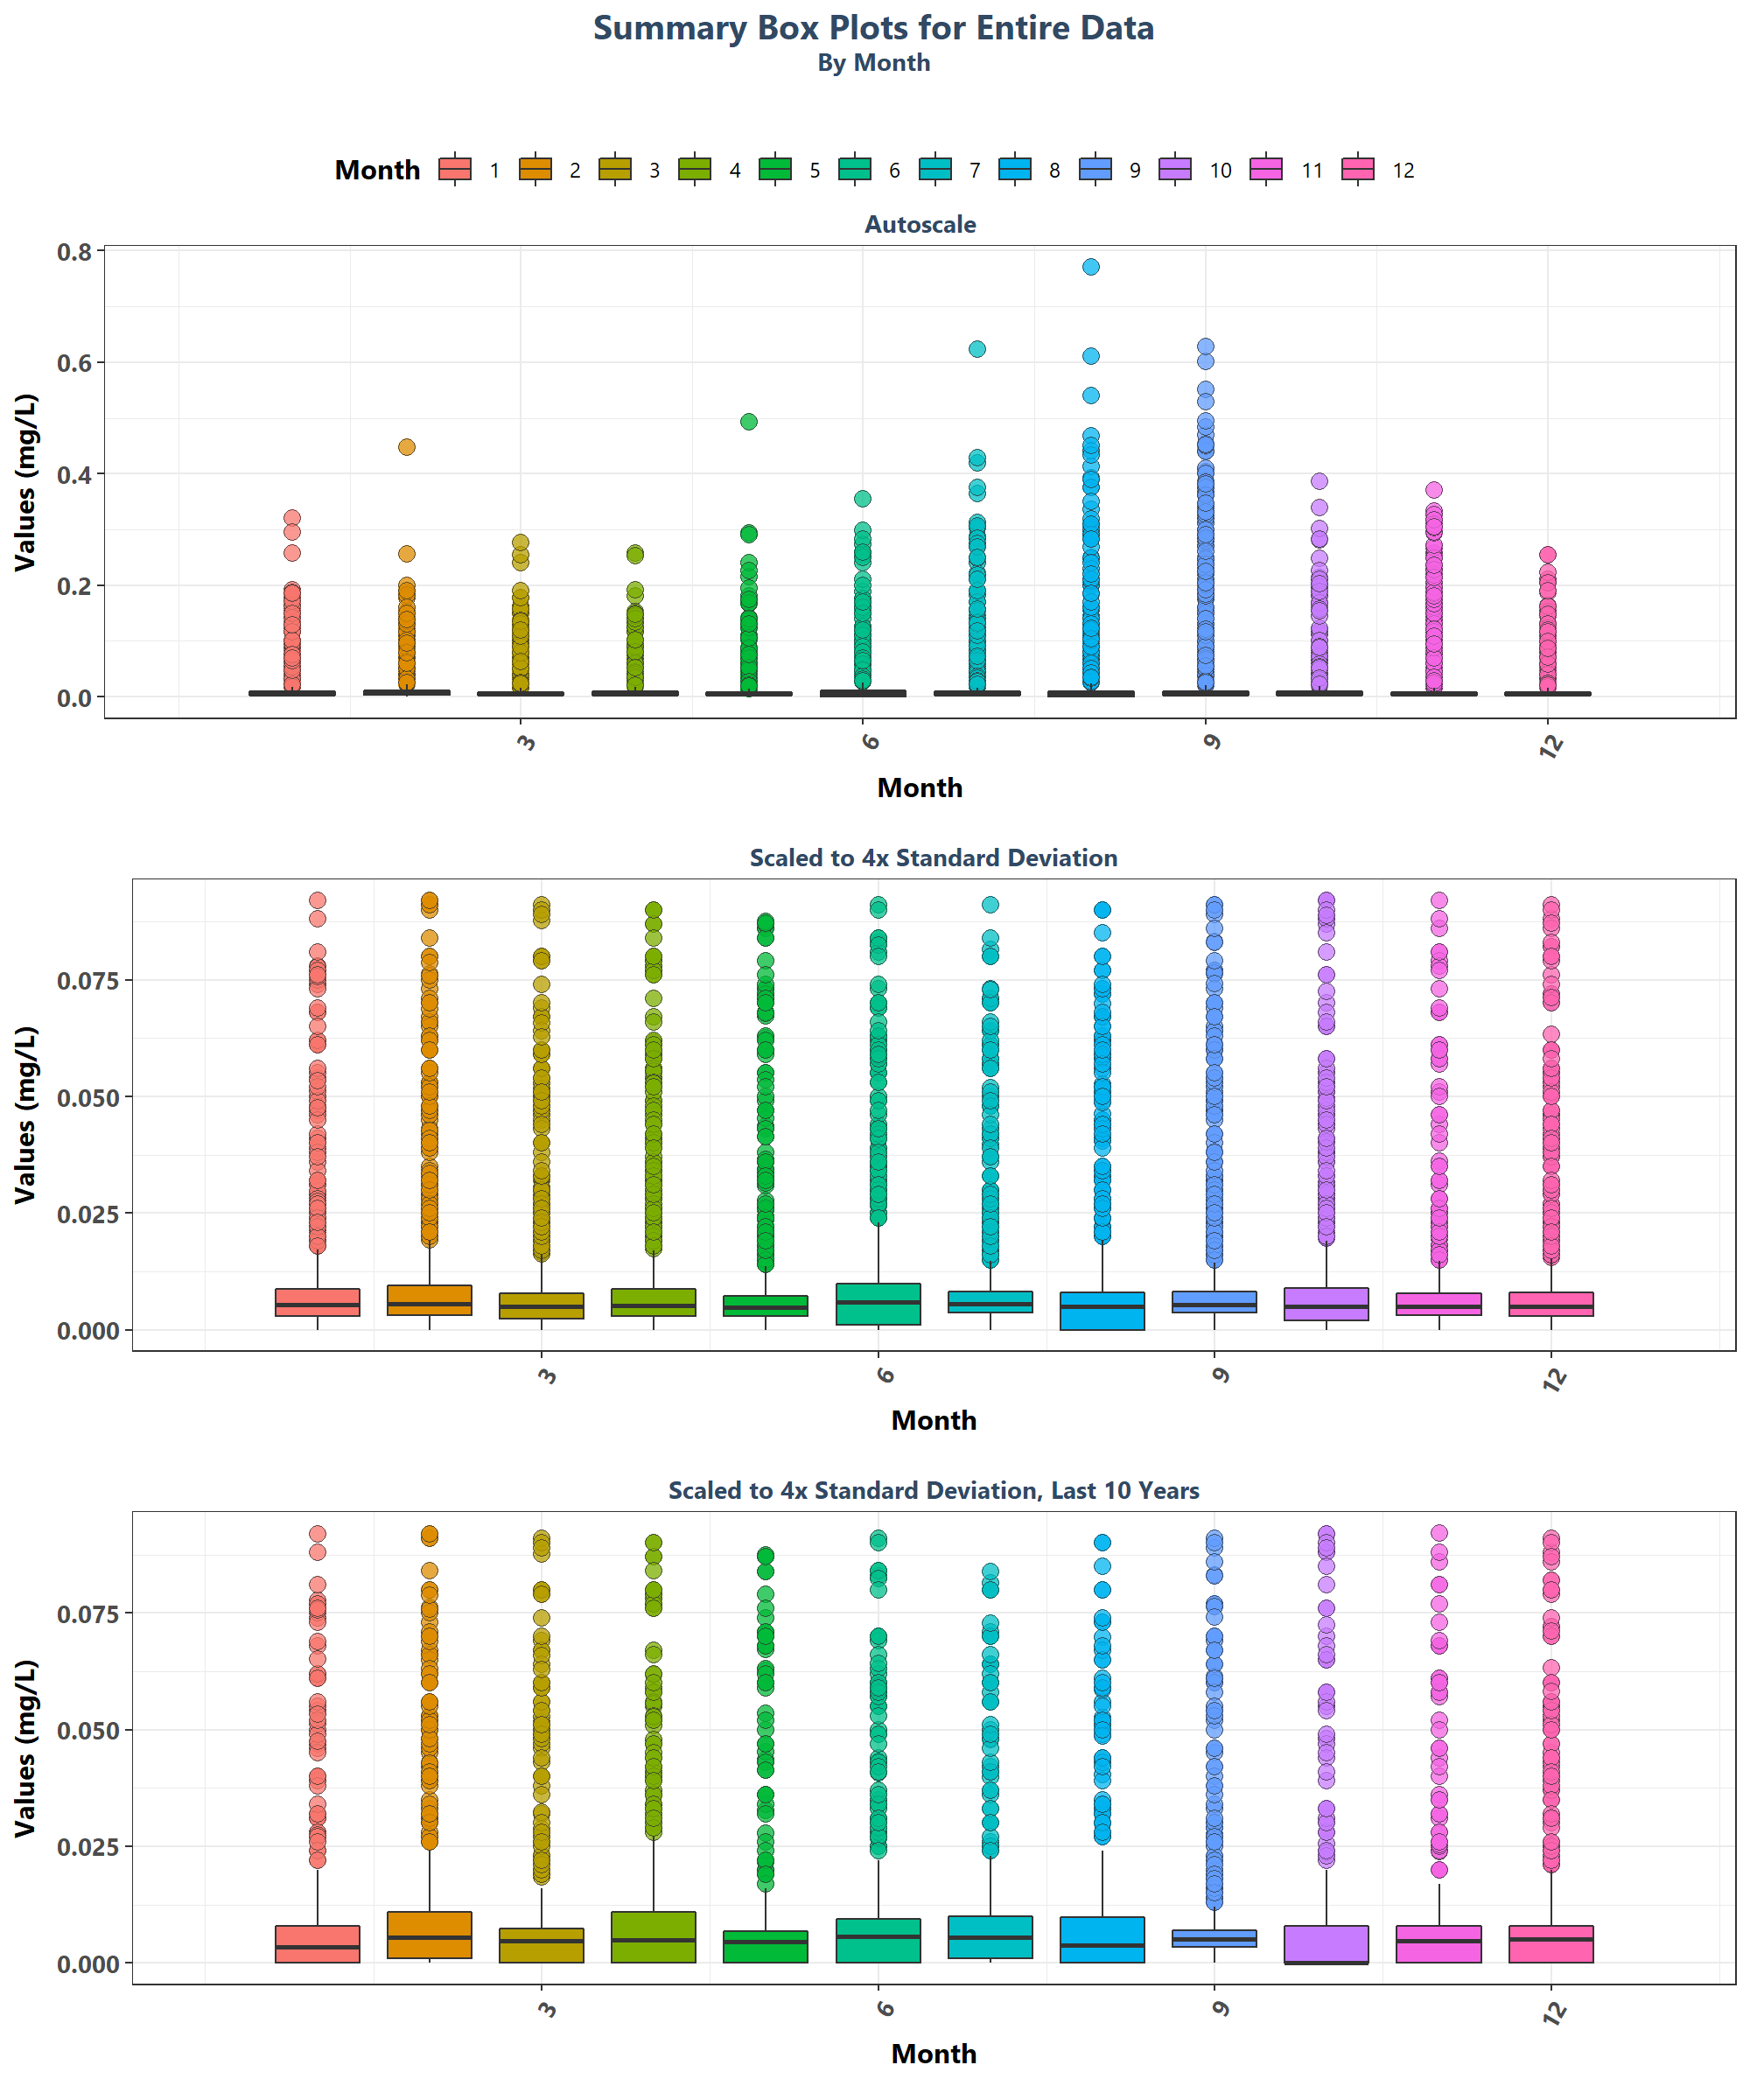 Summary Box Plots for Entire Data
By Month
Month 1 2 3 4 5 6 7 8 9 10 11 12
Autoscale
Values (mg/L)
0.8
0.6
0.4
0.2
0.0
3 6 9 12
Month
Scaled to 4x Standard Deviation
Values (mg/L)
0.075
0.050
0.025
0.000
3 6 9 12
Month
Scaled to 4x Standard Deviation, Last 10 Years
Values (mg/L)
0.075
0.050
0.025
0.000
3 6 9 12
Month